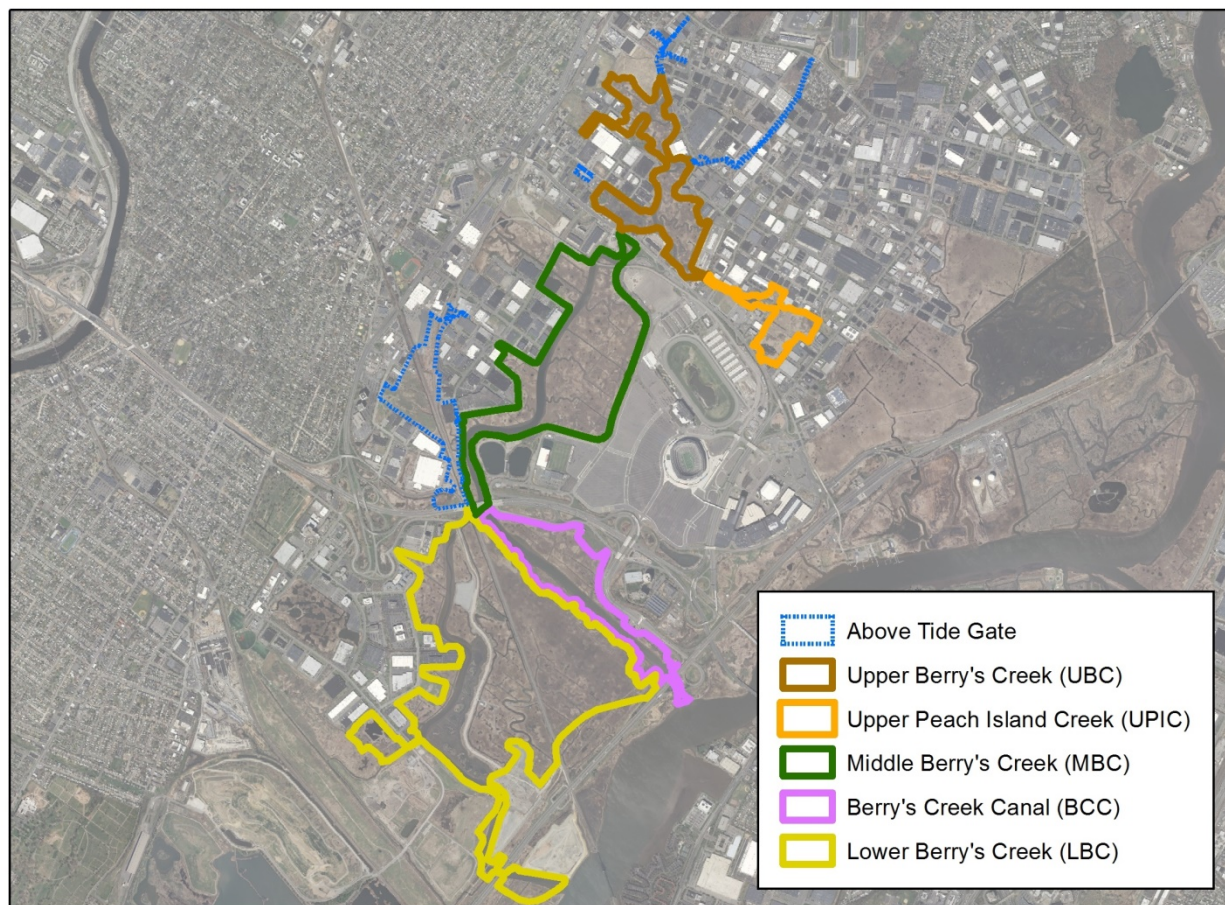 Above Tide Gate
Upper Berry's Creek (UBC)
Upper Peach Island Creek (UPIC)
Middle Berry's Creek (MBC)
Berry's Creek Canal (BCC)
Lower Berry's Creek (LBC)